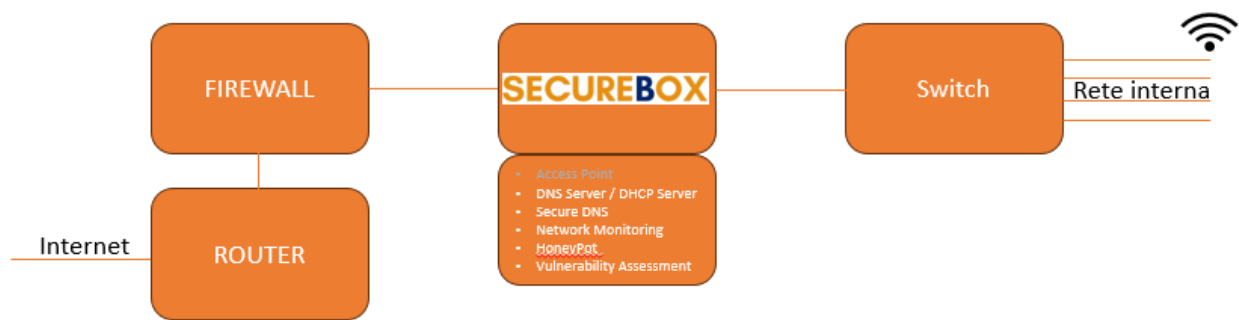 FIREWALL
SECUREBOX
Switch
Rete interna
• Access Point
• DNS Server / DHCP Server
• Secure DNS
• Network Monitoring
• HoneyPot
• Vulnerability Assessment
Internet
ROUTER